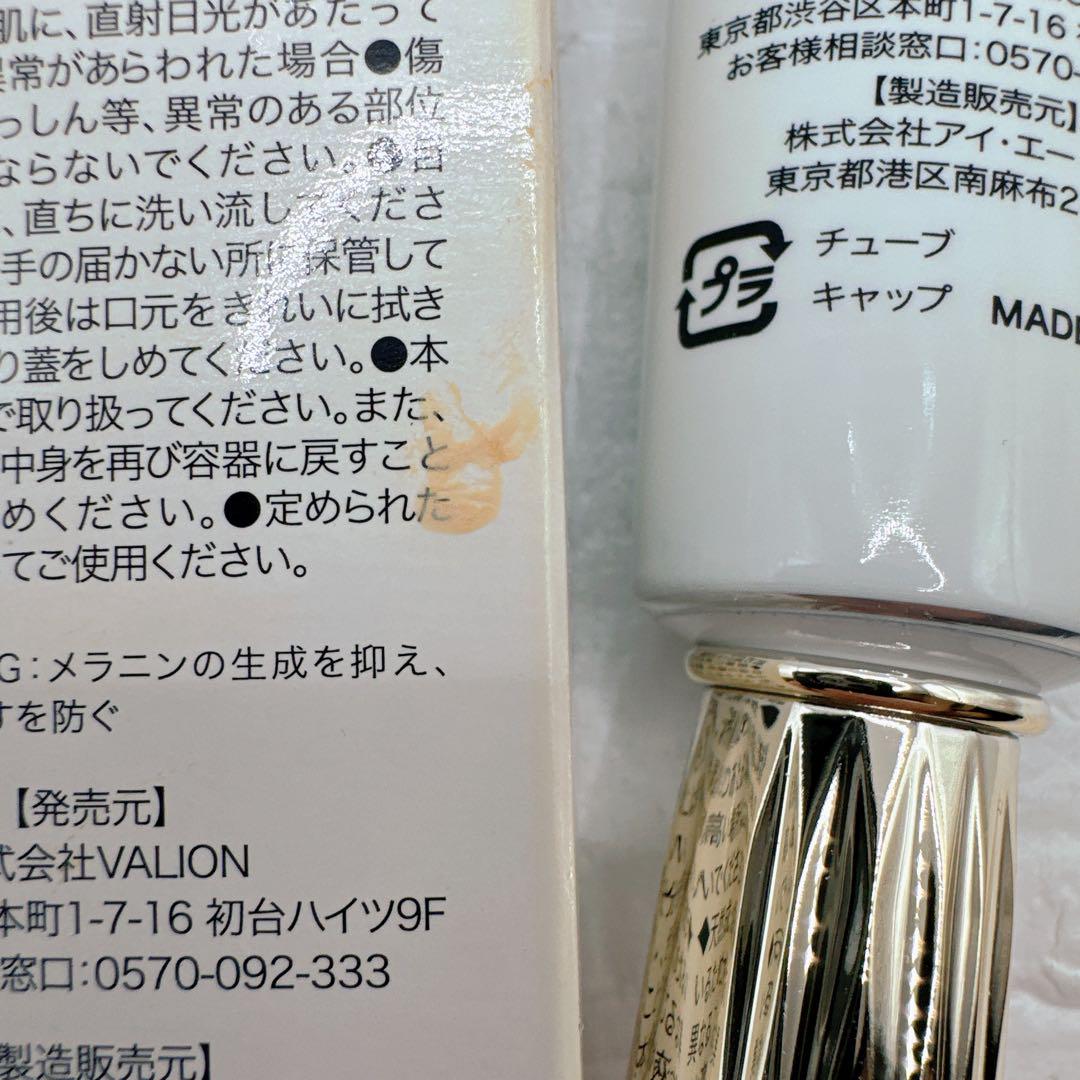 肌に、直射日光があたって
異常があらわれた場合●傷
っしん等、異常のある部位
ならないでください。●目
、直ちに洗い流してくださ
手の届かない所に保管して
用後は口元をきれいに拭き
り蓋をしめてください。●本
で取り扱ってください。また、
中身を再び容器に戻すこと
めください。●定められた
てご使用ください。
G：メラニンの生成を抑え、
すを防ぐ
【発売元】
式会社VALION
本町1-7-16 初台ハイツ9F
窓口：0570-092-333
製造販売元】
東京都渋谷区本町1-7-16
お客様相談窓口：0570-
【製造販売元】
株式会社アイ・エー
東京都港区南麻布2
プラ
チューブ
キャップ
MADE